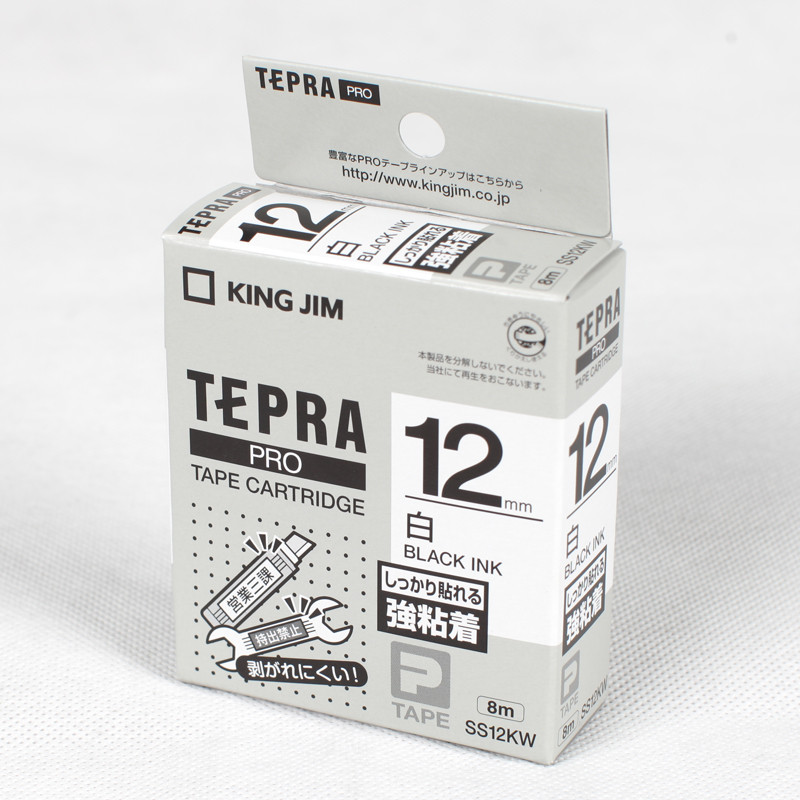 TEPRA PRO
豊富なPROテープラインアップはこちらから
http://www.kingjim.co.jp
TEPRA PRO
12mm
白
BLACK INK
しっかり貼れる
強粘着
P
TAPE
8m
SS12KW
KING JIM
本製品を分解しないでください。
当社にて再生をおこないます。
TEPRA
PRO
TAPE CARTRIDGE
12mm
白
BLACK INK
しっかり貼れる
強粘着
営業三課
持出禁止
剥がれにくい!
P
TAPE
8m
SS12KW
TEPRA
PRO
TAPE CARTRIDGE
12mm
白
BLACK INK
しっかり貼れる
強粘着
P
TAPE
8m
SS12KW